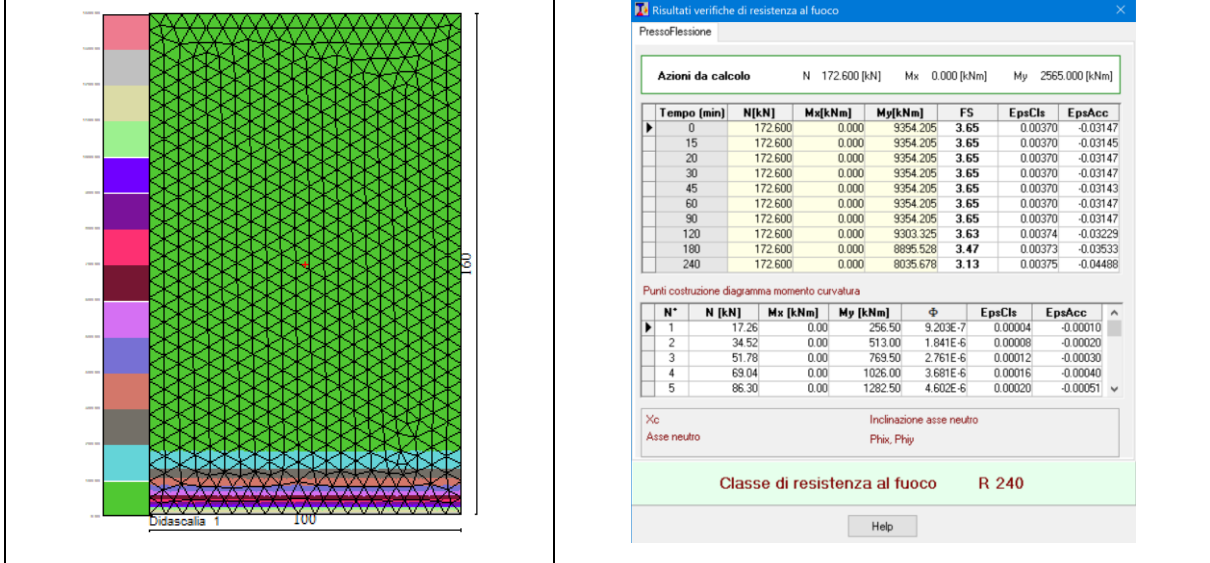 160
Didascalia 1
100
Risultati verifiche di resistenza al fuoco
PressoFlessione
Azioni da calcolo N 172.600 [kN] Mx 0.000 [kNm] My 2565.000 [kNm]
Tempo (min) N[kN] Mx[kNm] My[kNm] FS EpsCls EpsAcc
0 172.600 0.000 9354.205 3.65 0.00370 -0.03147
15 172.600 0.000 9354.205 3.65 0.00370 -0.03145
20 172.600 0.000 9354.205 3.65 0.00370 -0.03147
30 172.600 0.000 9354.205 3.65 0.00370 -0.03147
45 172.600 0.000 9354.205 3.65 0.00370 -0.03143
60 172.600 0.000 9354.205 3.65 0.00370 -0.03147
90 172.600 0.000 9354.205 3.65 0.00370 -0.03147
120 172.600 0.000 9303.325 3.63 0.00374 -0.03229
180 172.600 0.000 8895.528 3.47 0.00373 -0.03533
240 172.600 0.000 8035.678 3.13 0.00375 -0.04488
Punti costruzione diagramma momento curvatura
N° N [kN] Mx [kNm] My [kNm] Φ EpsCls EpsAcc
1 17.26 0.00 256.50 9.203E-7 0.00004 -0.00010
2 34.52 0.00 513.00 1.841E-6 0.00008 -0.00020
3 51.78 0.00 769.50 2.761E-6 0.00012 -0.00030
4 69.04 0.00 1026.00 3.681E-6 0.00016 -0.00040
5 86.30 0.00 1282.50 4.602E-6 0.00020 -0.00051
Xc Inclinazione asse neutro
Asse neutro Phix, Phiy
Classe di resistenza al fuoco R 240
Help